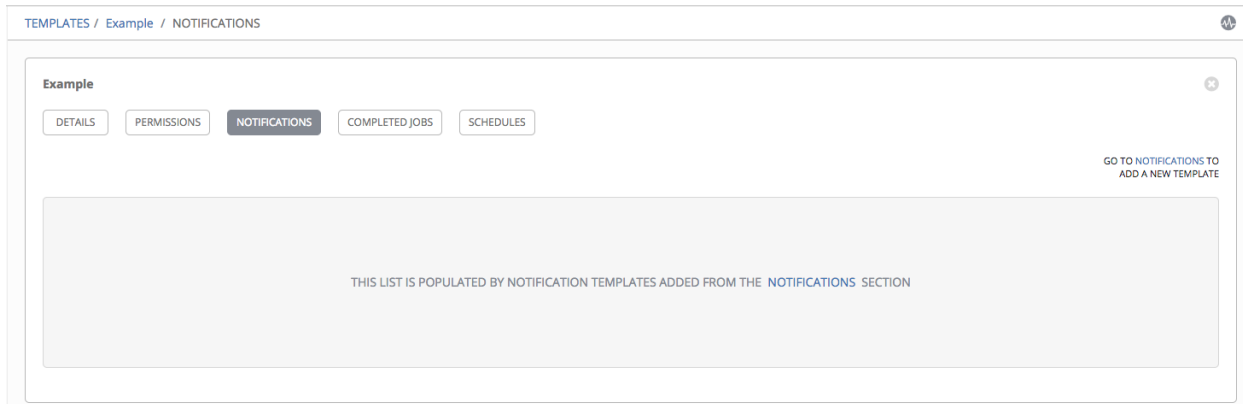 TEMPLATES / Example / NOTIFICATIONS
Example
DETAILS PERMISSIONS NOTIFICATIONS COMPLETED JOBS SCHEDULES
GO TO NOTIFICATIONS TO
ADD A NEW TEMPLATE
THIS LIST IS POPULATED BY NOTIFICATION TEMPLATES ADDED FROM THE NOTIFICATIONS SECTION